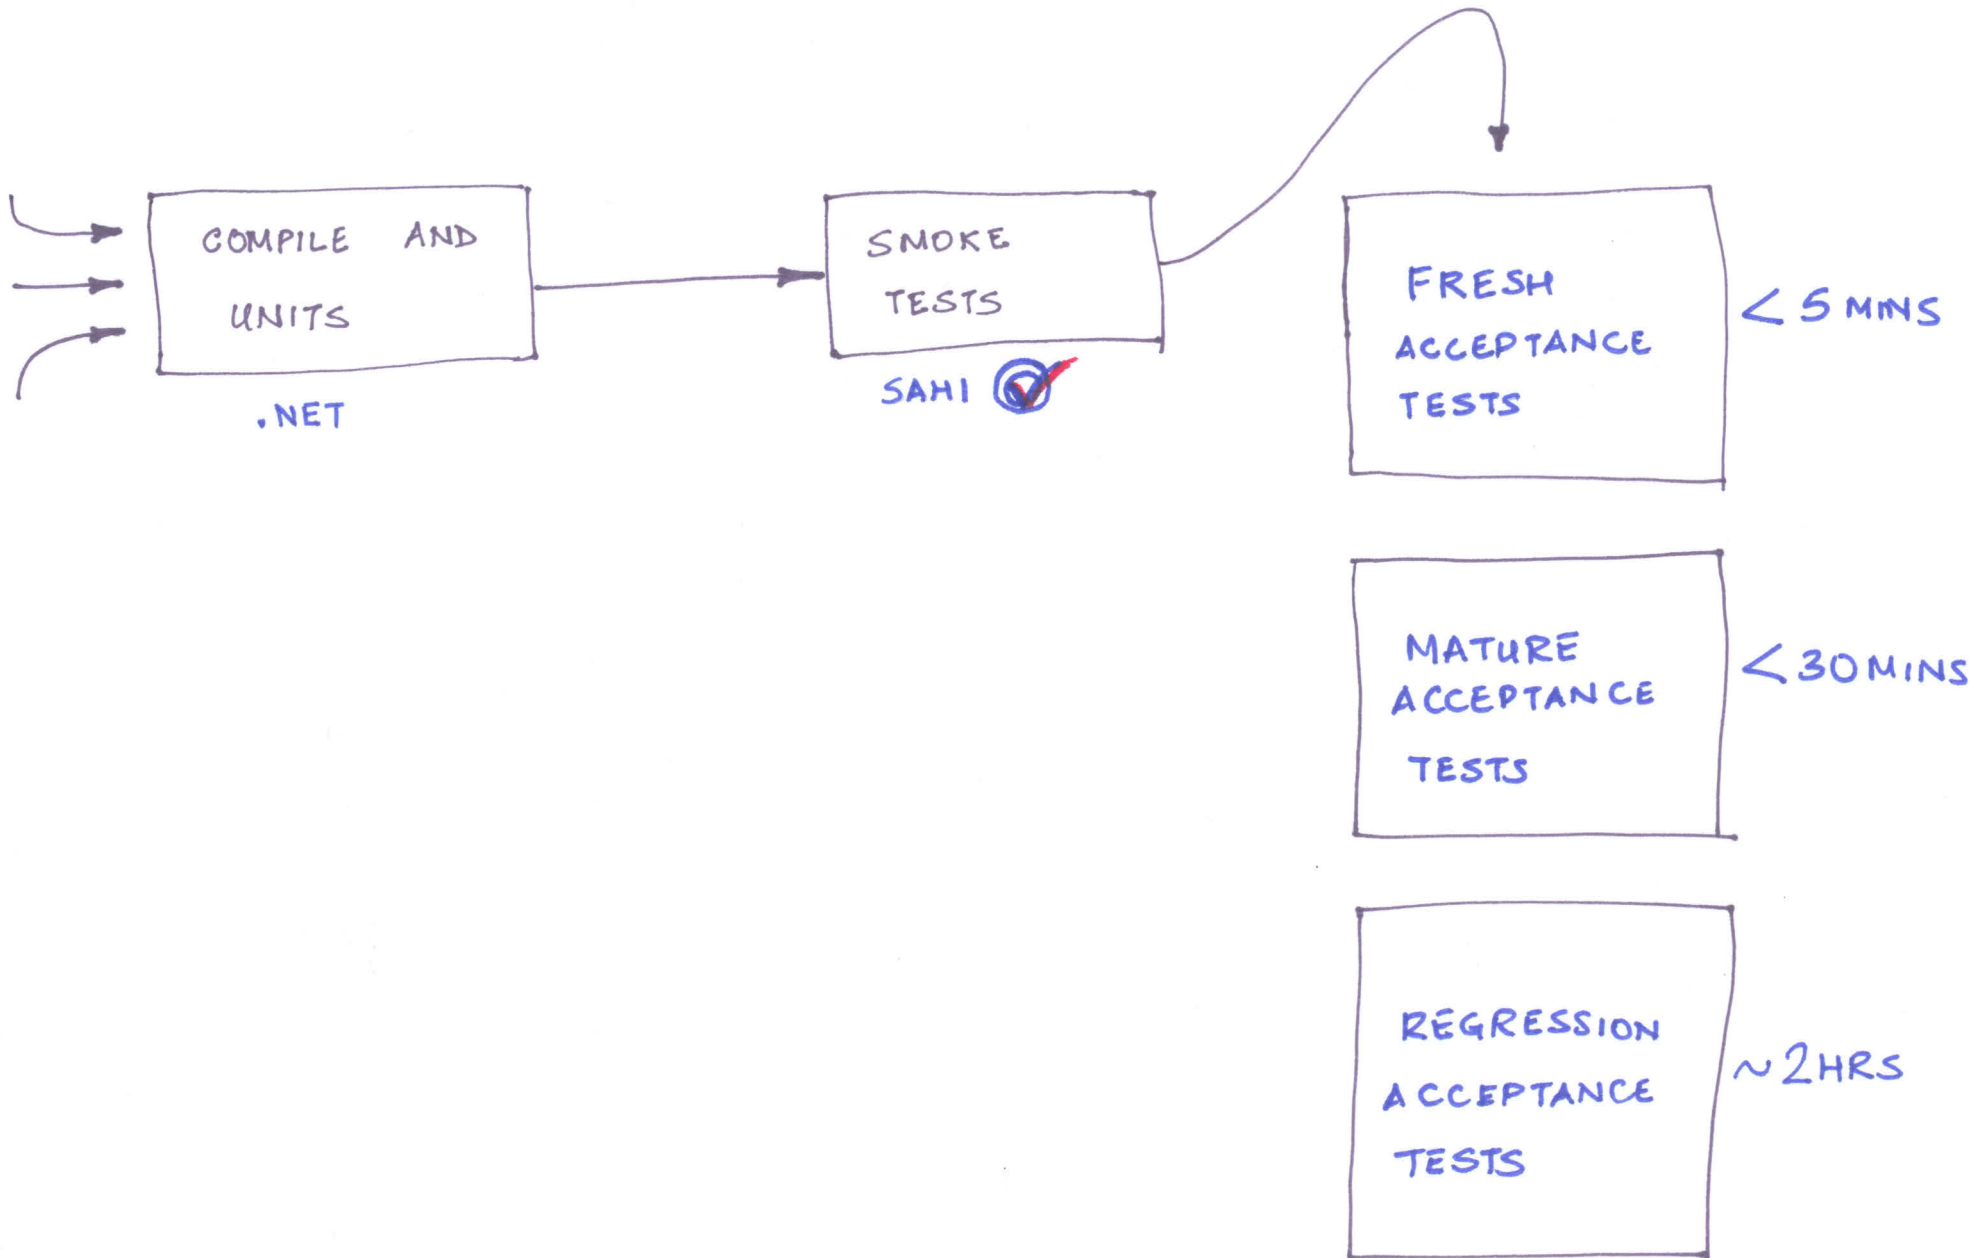 COMPILE AND
UNITS
.NET
SMOKE
TESTS
SAHI
FRESH
ACCEPTANCE
TESTS
< 5 MINS
MATURE
ACCEPTANCE
TESTS
< 30 MINS
REGRESSION
ACCEPTANCE
TESTS
~ 2 HRS